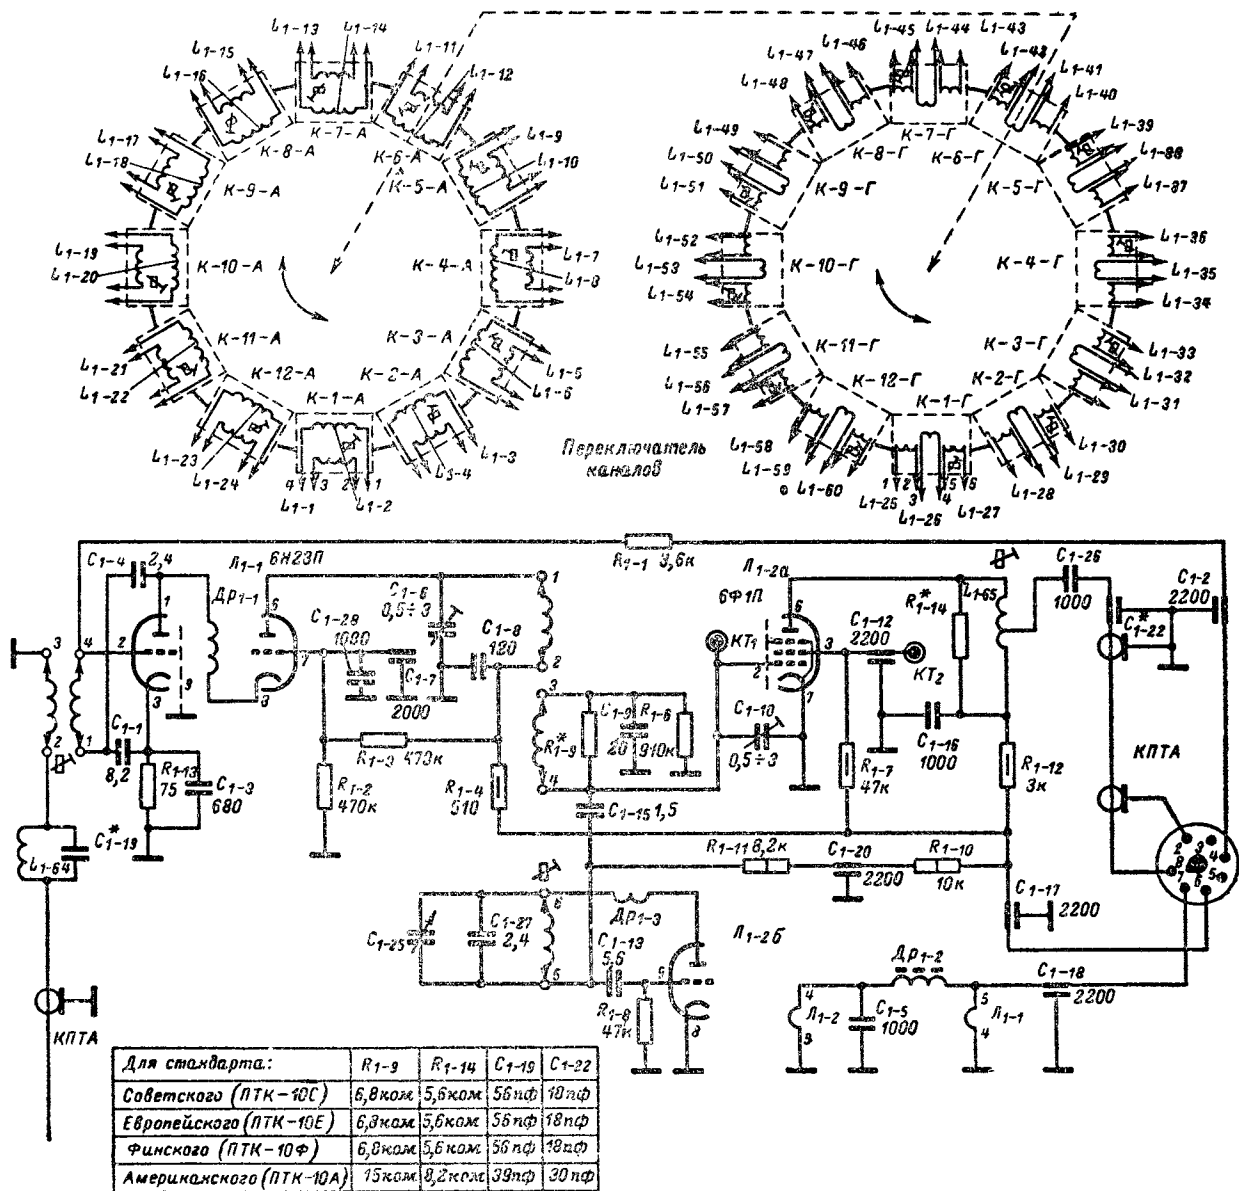 L1-13 L1-14
L1-15 L1-11
L1-16 L1-12
L1-17 L1-9
L1-18 L1-10
L1-19 L1-7
L1-20 L1-8
L1-21 L1-5
L1-22 L1-6
L1-23 L1-3
L1-24 L1-4
L1-1 L1-2
К-7-А
К-8-А К-6-А
К-9-А К-5-А
К-10-А К-4-А
К-11-А К-3-А
К-12-А К-2-А
К-1-А
4 3 2 1
L1-45 L1-44 L1-43
L1-46
L1-47 L1-41
L1-48 L1-40
L1-49 L1-39
L1-50 L1-38
L1-51 L1-37
L1-52 L1-36
L1-53 L1-35
L1-54 L1-34
L1-55 L1-33
L1-56 L1-32
L1-57 L1-31
L1-58 L1-30
L1-59 L1-29
L1-60 L1-28
L1-25 L1-27
L1-26
К-7-Г
К-8-Г К-6-Г
К-9-Г К-5-Г
К-10-Г К-4-Г
К-11-Г К-3-Г
К-12-Г К-2-Г
К-1-Г
1 2 3 4 5 6
Переключатель
каналов
C1-4 2,4
Л1-1 6Н23П
ДР1-1
R1-1 3,6к
Л1-2а
6Ф1П
C1-6
0,5÷3
C1-28
1000
C1-8
120
C1-7
2000
КТ1
C1-12
2200
КТ2
R1-14*
L1-65
C1-26
1000
C1-2
2200
C1-22*
C1-1
8,2
R1-13
75
C1-3
680
R1-2
470к
R1-3 470к
R1-4
510
R1-9*
C1-9
20
R1-6
910к
C1-10
0,5÷3
R1-7
47к
C1-16
1000
R1-12
3к
КПТА
L1-64
C1-19*
C1-15 1,5
R1-11 8,2к
C1-20
2200
R1-10
10к
C1-17
2200
C1-25
C1-27
2,4
ДР1-3
C1-13
5,6
R1-8
47к
Л1-2б
ДР1-2
C1-18
2200
Л1-2
C1-5
1000
Л1-1
КПТА
Для стандарта: R1-9 R1-14 C1-19 C1-22
Советского (ПТК-10С) 6,8ком 5,6ком 56пф 18пф
Европейского (ПТК-10Е) 6,8ком 5,6ком 56пф 18пф
Финского (ПТК-10Ф) 6,8ком 5,6ком 56пф 18пф
Американского (ПТК-10А) 15ком 8,2ком 39пф 30пф